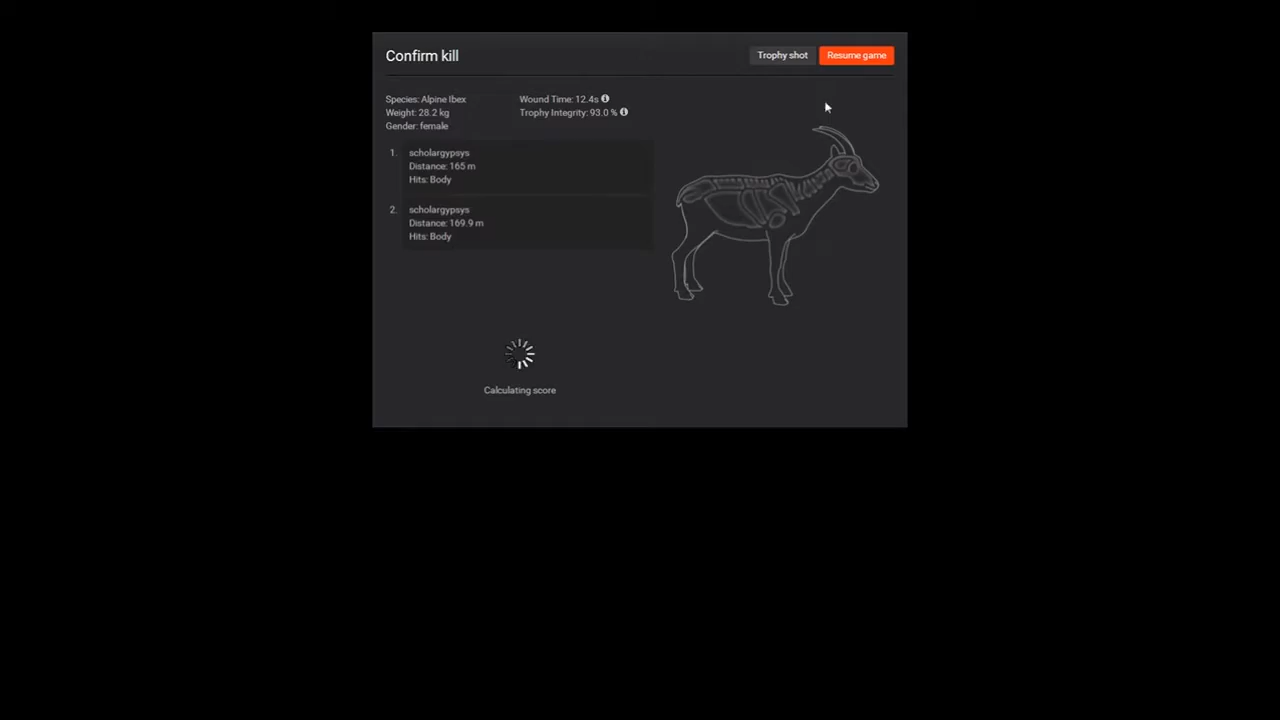 Confirm kill
Trophy shot
Resume game
Species: Alpine Ibex
Weight: 28.2 kg
Gender: female
Wound Time: 12.4s
Trophy Integrity: 93.0 %
1. scholargypsys
Distance: 165 m
Hits: Body
2. scholargypsys
Distance: 169.9 m
Hits: Body
Calculating score